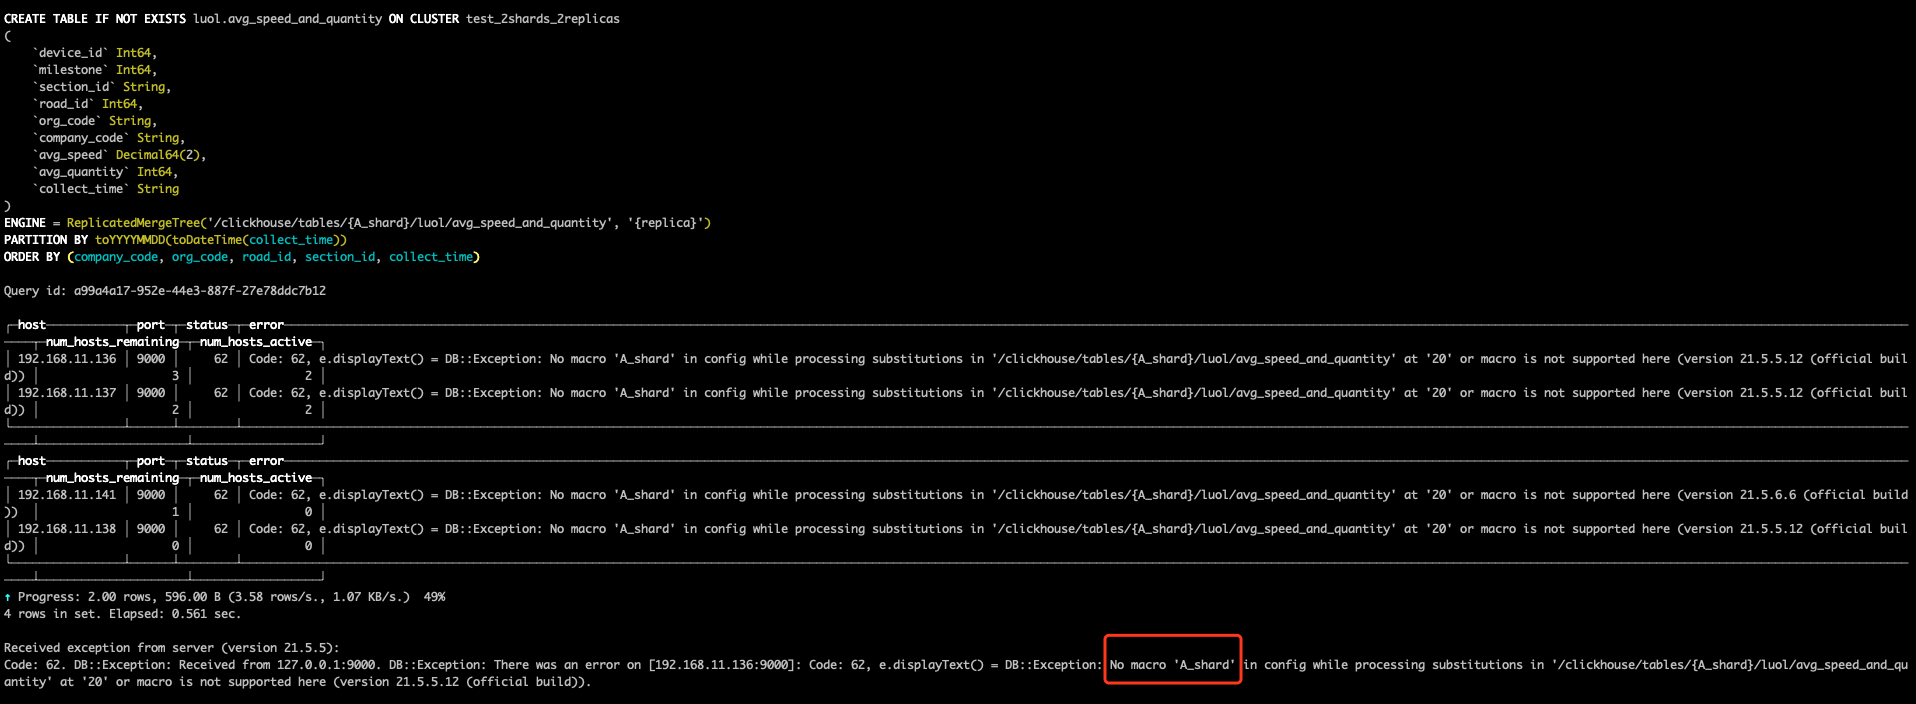 CREATE TABLE IF NOT EXISTS luol.avg_speed_and_quantity ON CLUSTER test_2shards_2replicas
(
    `device_id` Int64,
    `milestone` Int64,
    `section_id` String,
    `road_id` Int64,
    `org_code` String,
    `company_code` String,
    `avg_speed` Decimal64(2),
    `avg_quantity` Int64,
    `collect_time` String
)
ENGINE = ReplicatedMergeTree('/clickhouse/tables/{A_shard}/luol/avg_speed_and_quantity', '{replica}')
PARTITION BY toYYYYMMDD(toDateTime(collect_time))
ORDER BY (company_code, org_code, road_id, section_id, collect_time)
Query id: a99a4a17-952e-44e3-887f-27e78ddc7b12
host port status error
num_hosts_remaining num_hosts_active
192.168.11.136 9000 62 Code: 62, e.displayText() = DB::Exception: No macro 'A_shard' in config while processing substitutions in '/clickhouse/tables/{A_shard}/luol/avg_speed_and_quantity' at '20' or macro is not supported here (version 21.5.5.12 (official buil
d)) 3 2
192.168.11.137 9000 62 Code: 62, e.displayText() = DB::Exception: No macro 'A_shard' in config while processing substitutions in '/clickhouse/tables/{A_shard}/luol/avg_speed_and_quantity' at '20' or macro is not supported here (version 21.5.5.12 (official buil
d)) 2 2
host port status error
num_hosts_remaining num_hosts_active
192.168.11.141 9000 62 Code: 62, e.displayText() = DB::Exception: No macro 'A_shard' in config while processing substitutions in '/clickhouse/tables/{A_shard}/luol/avg_speed_and_quantity' at '20' or macro is not supported here (version 21.5.6.6 (official build
)) 1 0
192.168.11.138 9000 62 Code: 62, e.displayText() = DB::Exception: No macro 'A_shard' in config while processing substitutions in '/clickhouse/tables/{A_shard}/luol/avg_speed_and_quantity' at '20' or macro is not supported here (version 21.5.5.12 (official buil
d)) 0 0
↑ Progress: 2.00 rows, 596.00 B (3.58 rows/s., 1.07 KB/s.) 49%
4 rows in set. Elapsed: 0.561 sec.
Received exception from server (version 21.5.5):
Code: 62. DB::Exception: Received from 127.0.0.1:9000. DB::Exception: There was an error on [192.168.11.136:9000]: Code: 62, e.displayText() = DB::Exception: No macro 'A_shard' in config while processing substitutions in '/clickhouse/tables/{A_shard}/luol/avg_speed_and_qu
antity' at '20' or macro is not supported here (version 21.5.5.12 (official build)).